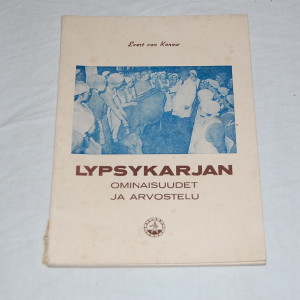 Evert von Konow
LYPSYKARJAN
OMINAISUUDET
JA ARVOSTELU